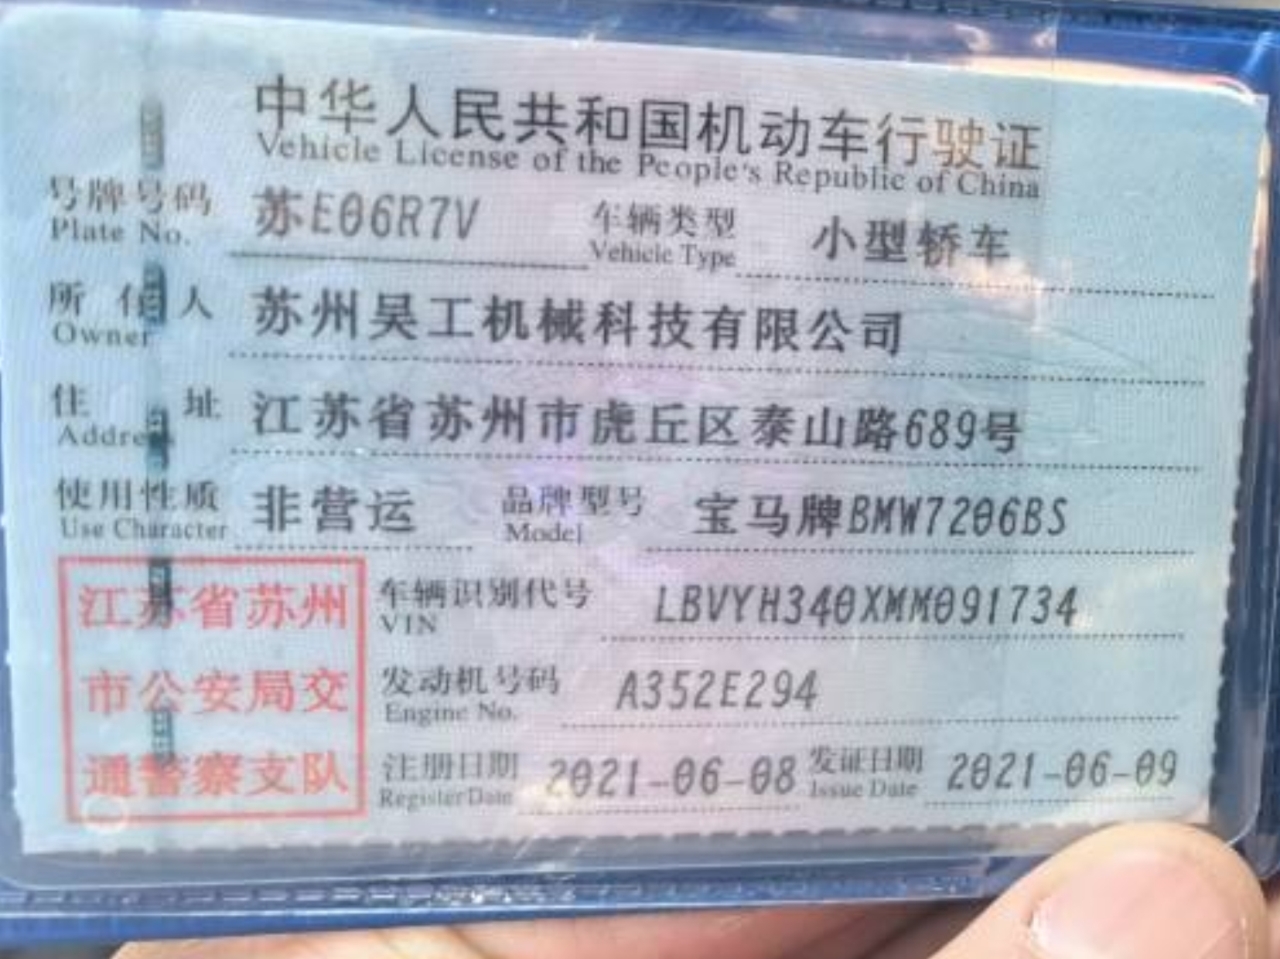 中华人民共和国机动车行驶证
Vehicle License of the People's Republic of China
号牌号码 苏E06R7V 车辆类型 小型轿车
Plate No. Vehicle Type
所有人 苏州昊工机械科技有限公司
Owner
住址 江苏省苏州市虎丘区泰山路689号
Address
使用性质 非营运 品牌型号 宝马牌BMW7206BS
Use Character Model
江苏省苏州 车辆识别代号 LBVYH340XMM091734
VIN
市公安局交 发动机号码 A352E294
Engine No.
通警察支队 注册日期 2021-06-08 发证日期 2021-06-09
Register Date Issue Date